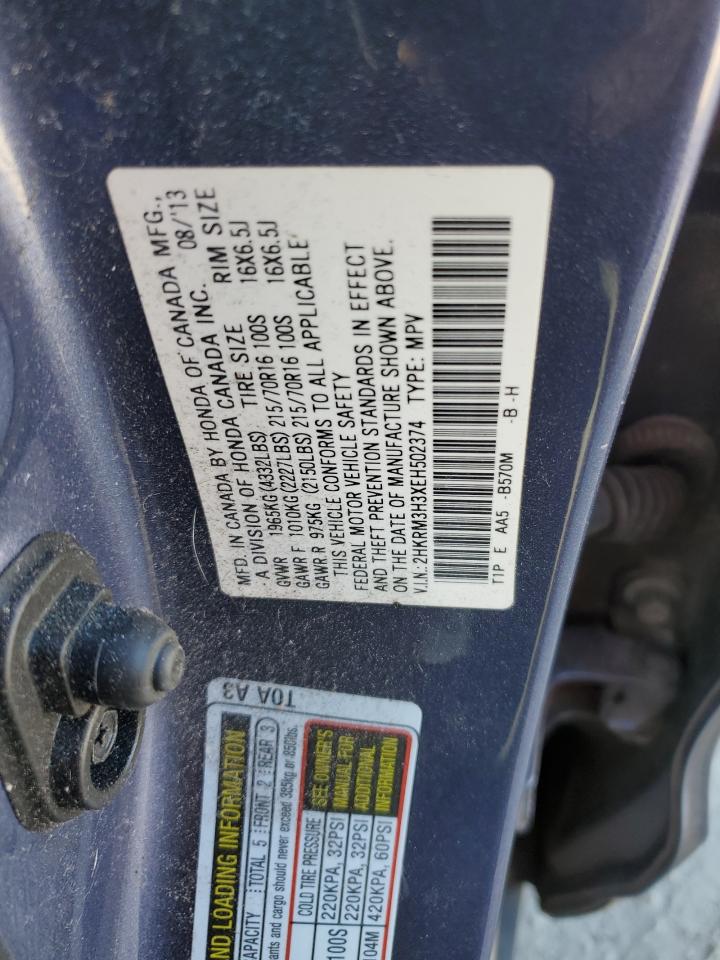 MFD. IN CANADA BY HONDA OF CANADA MFG.,
A DIVISION OF HONDA CANADA INC. 08/'13
TIRE SIZE RIM SIZE
GVWR 1965KG(4332LBS)
GAWR F 1010KG(2227LBS) 215/70R16 100S 16X6.5J
GAWR R 975KG (2150LBS) 215/70R16 100S 16X6.5J
THIS VEHICLE CONFORMS TO ALL APPLICABLE
FEDERAL MOTOR VEHICLE SAFETY
AND THEFT PREVENTION STANDARDS IN EFFECT
ON THE DATE OF MANUFACTURE SHOWN ABOVE.
V.I.N.:2HKRM3H3XEH502374 TYPE: MPV
TIP E AA5 -B570M -B -H
T0A A3
ND LOADING INFORMATION
CAPACITY TOTAL 5 FRONT 2 REAR 3
ants and cargo should never exceed 385kg or 850lbs.
COLD TIRE PRESSURE
100S 220KPA, 32PSI
220KPA, 32PSI
104M 420KPA, 60PSI
SEE OWNER'S
MANUAL FOR
ADDITIONAL
INFORMATION